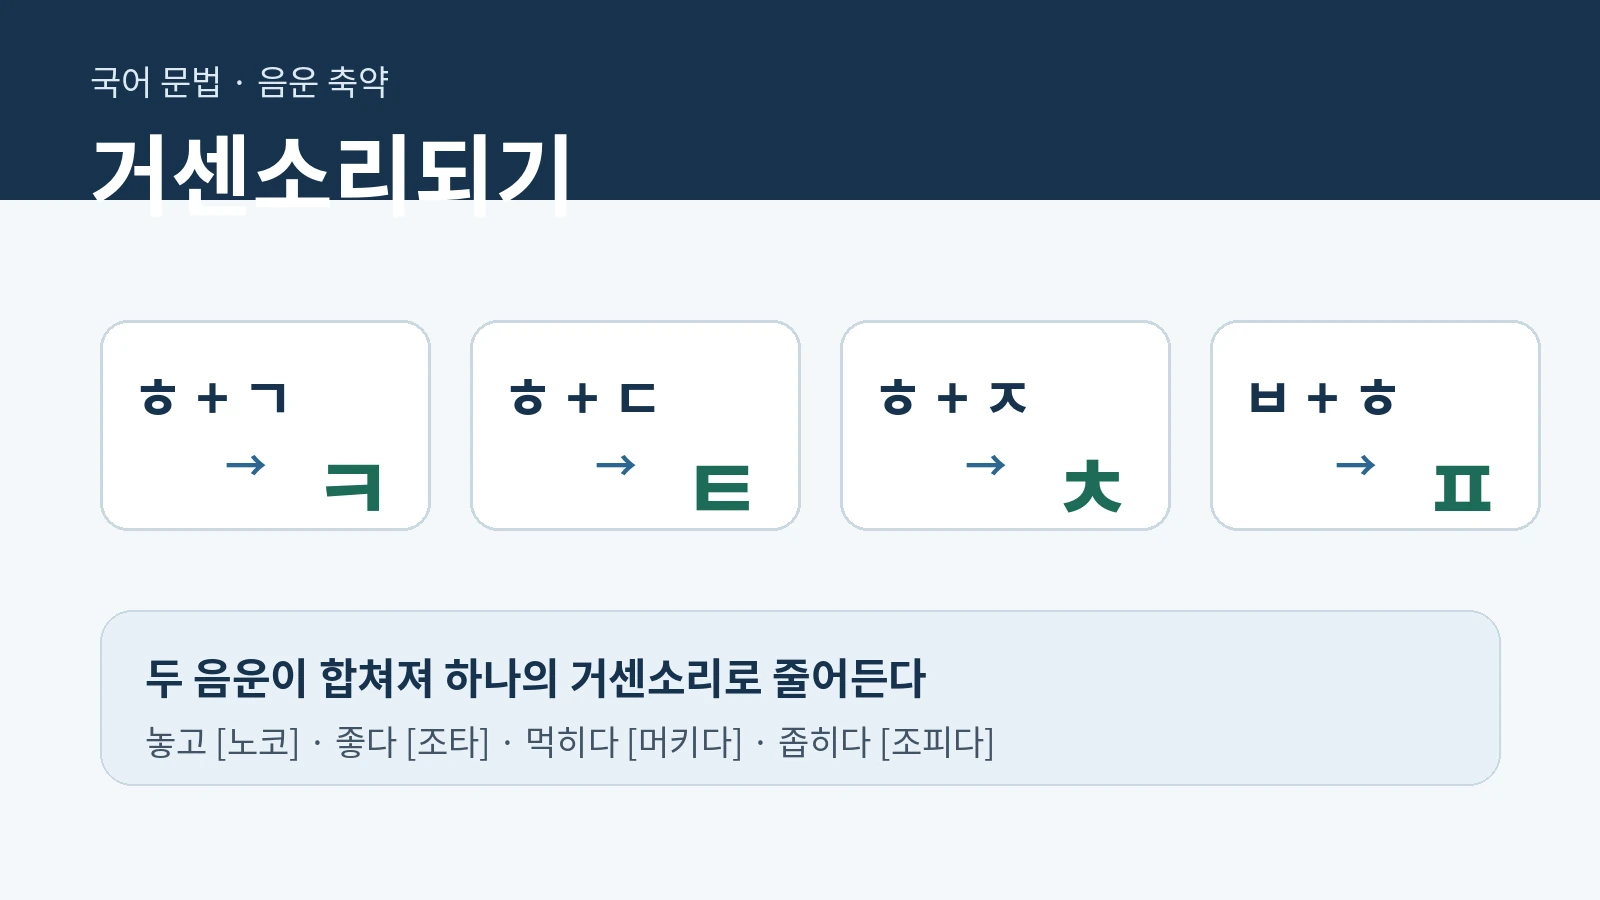 국어 문법 · 음운 축약
거센소리되기
ㅎ + ㄱ
→ ㅋ
ㅎ + ㄷ
→ ㅌ
ㅎ + ㅈ
→ ㅊ
ㅂ + ㅎ
→ ㅍ
두 음운이 합쳐져 하나의 거센소리로 줄어든다
놓고 [노코] · 좋다 [조타] · 먹히다 [머키다] · 좁히다 [조피다]